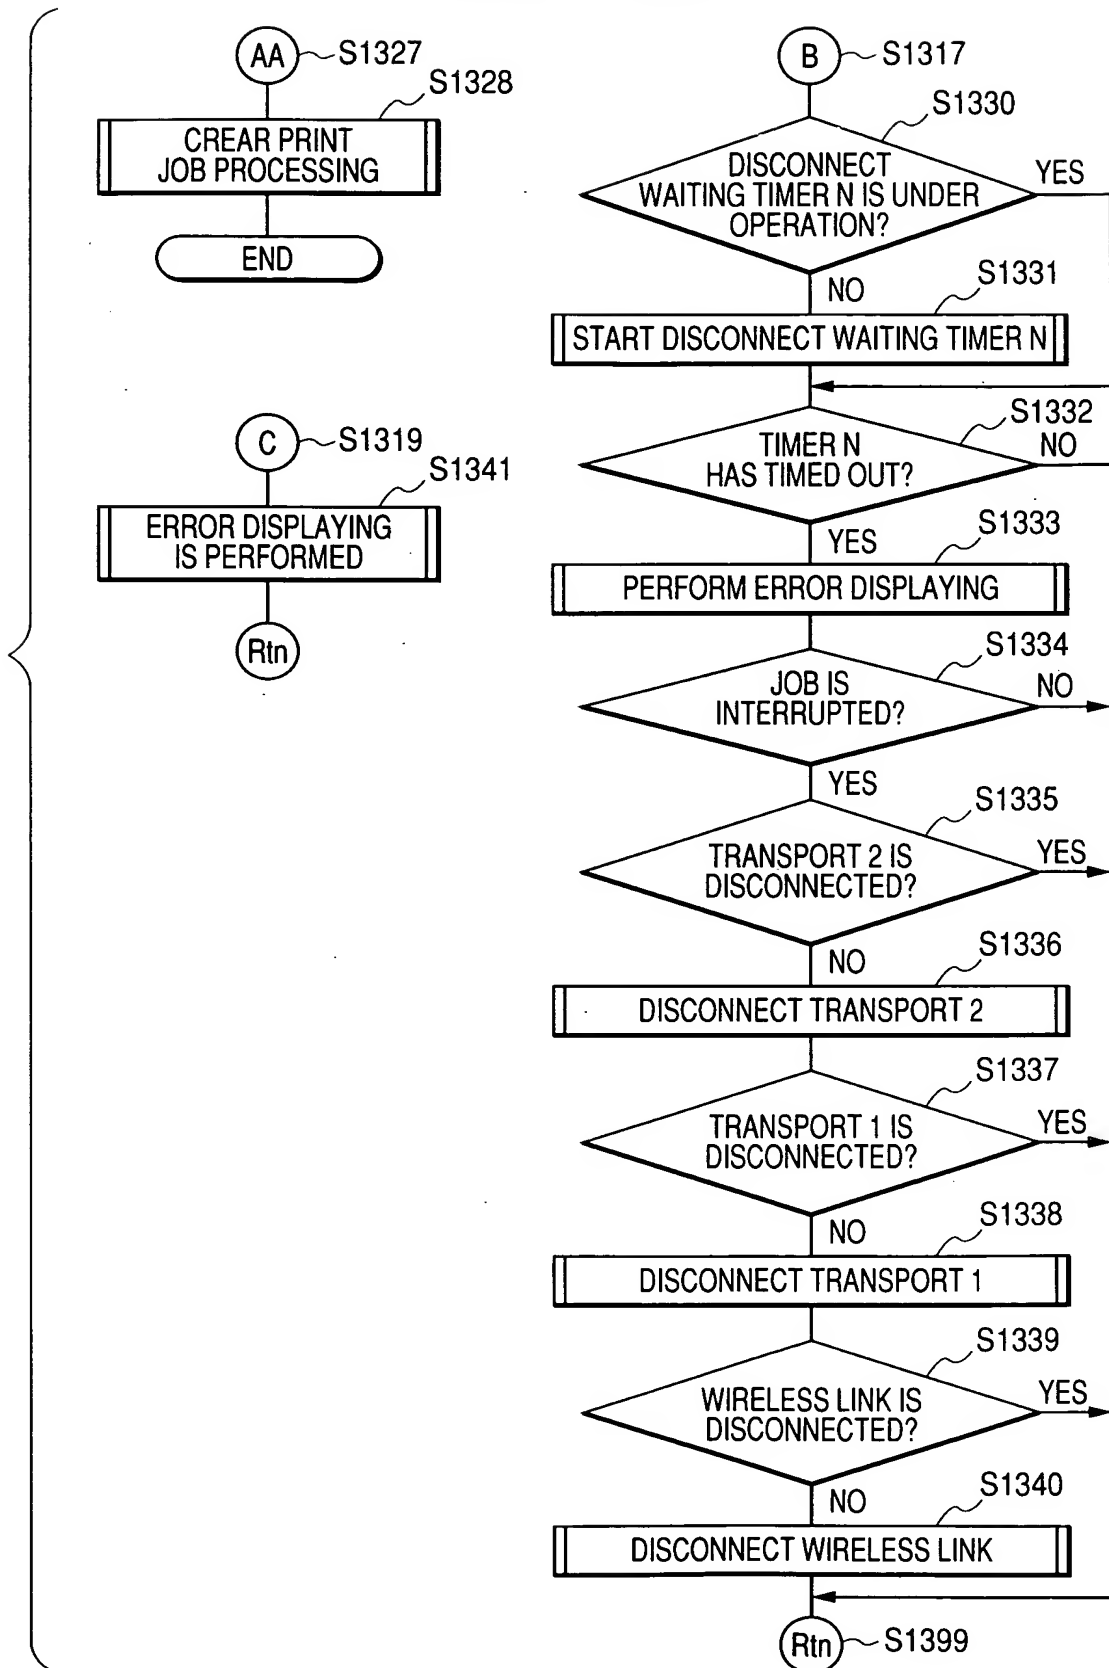 AA
S1327
S1328
CREAR PRINT
JOB PROCESSING
END
C
S1319
S1341
ERROR DISPLAYING
IS PERFORMED
Rtn
B
S1317
S1330
DISCONNECT
WAITING TIMER N IS UNDER
OPERATION?
YES
NO
S1331
START DISCONNECT WAITING TIMER N
S1332
TIMER N
HAS TIMED OUT?
NO
YES
S1333
PERFORM ERROR DISPLAYING
S1334
JOB IS
INTERRUPTED?
NO
YES
S1335
TRANSPORT 2 IS
DISCONNECTED?
YES
NO
S1336
DISCONNECT TRANSPORT 2
S1337
TRANSPORT 1 IS
DISCONNECTED?
YES
NO
S1338
DISCONNECT TRANSPORT 1
S1339
WIRELESS LINK IS
DISCONNECTED?
YES
NO
S1340
DISCONNECT WIRELESS LINK
Rtn
S1399